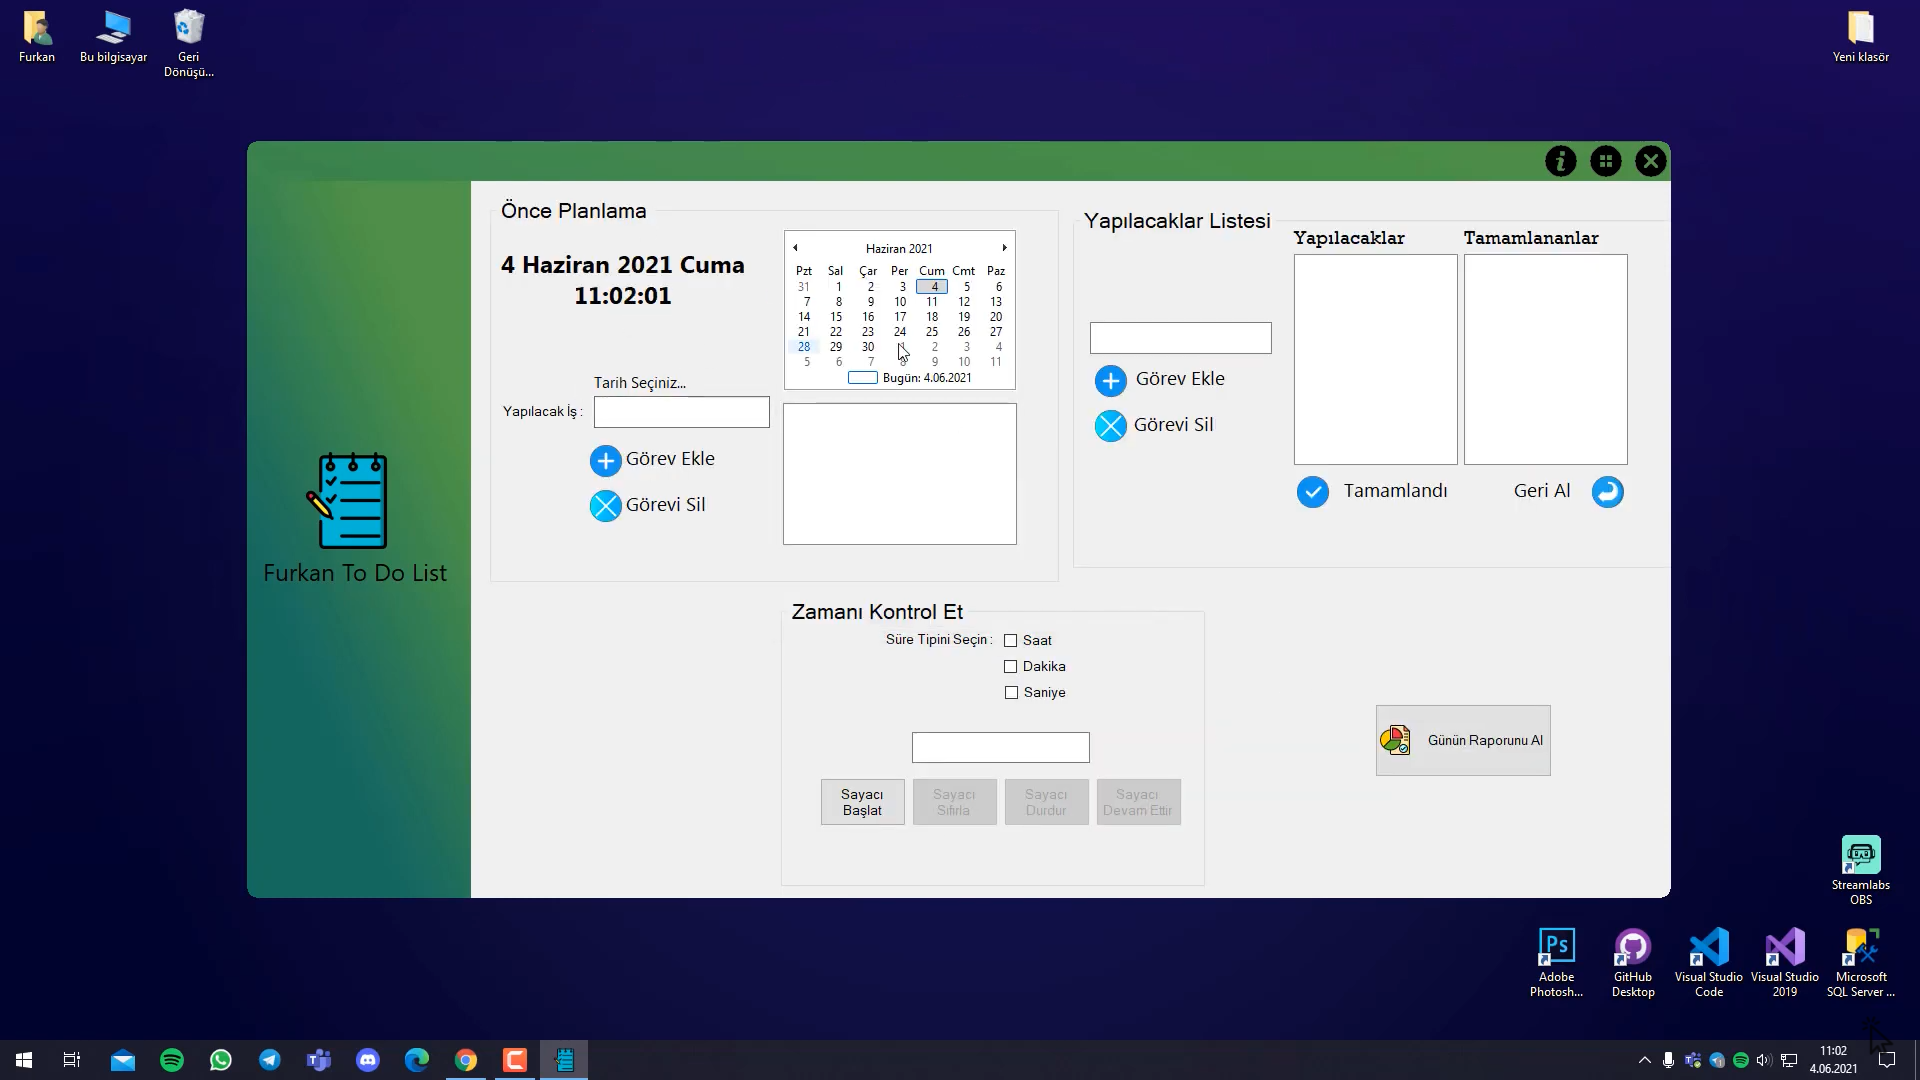 Furkan
Bu bilgisayar
Geri
Dönüşü...
Yeni klasör
Önce Planlama
4 Haziran 2021 Cuma
11:02:01
Haziran 2021
Pzt Sal Çar Per Cum Cmt Paz
31 1 2 3 4 5 6
7 8 9 10 11 12 13
14 15 16 17 18 19 20
21 22 23 24 25 26 27
28 29 30 1 2 3 4
5 6 7 8 9 10 11
Bugün: 4.06.2021
Tarih Seçiniz...
Yapılacak İş :
Görev Ekle
Görevi Sil
Yapılacaklar Listesi
Yapılacaklar
Tamamlananlar
Görev Ekle
Görevi Sil
Tamamlandı
Geri Al
Furkan To Do List
Zamanı Kontrol Et
Süre Tipini Seçin :
Saat
Dakika
Saniye
Sayacı
Başlat
Sayacı
Sıfırla
Sayacı
Durdur
Sayacı
Devam Ettir
Günün Raporunu Al
Streamlabs
OBS
Ps
Adobe
Photosh...
GitHub
Desktop
Visual Studio
Code
Visual Studio
2019
Microsoft
SQL Server ...
11:02
4.06.2021